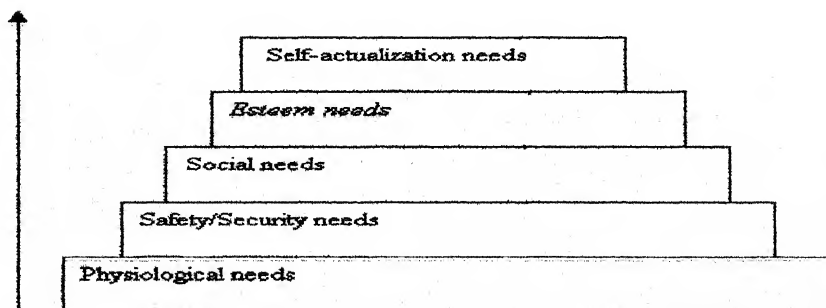 Self-actualization needs
Esteem needs
Social needs
Safety/Security needs
Physiological needs